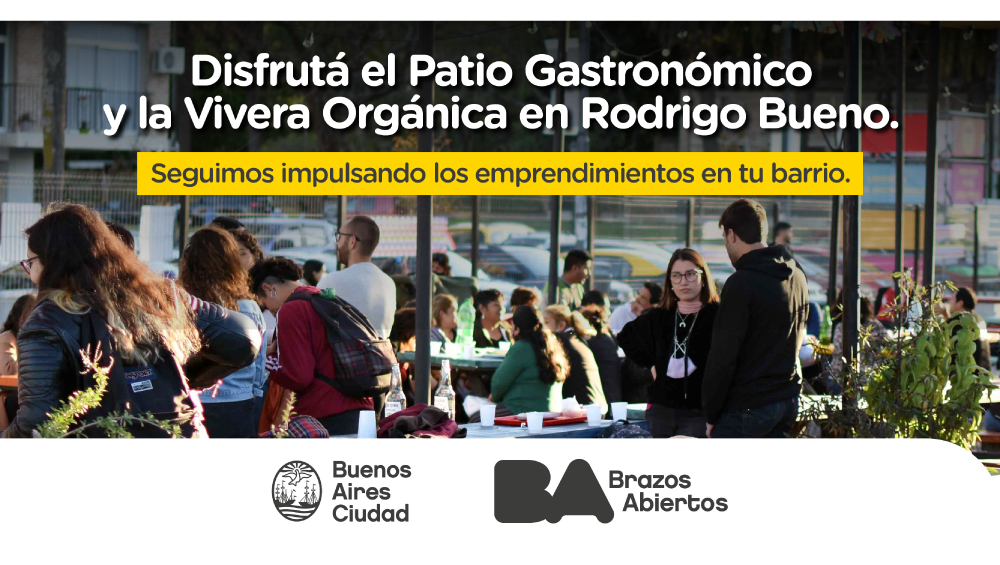 Disfrutá el Patio Gastronómico
y la Vivera Orgánica en Rodrigo Bueno.
Seguimos impulsando los emprendimientos en tu barrio.
Buenos
Aires
Ciudad
BA
Brazos
Abiertos